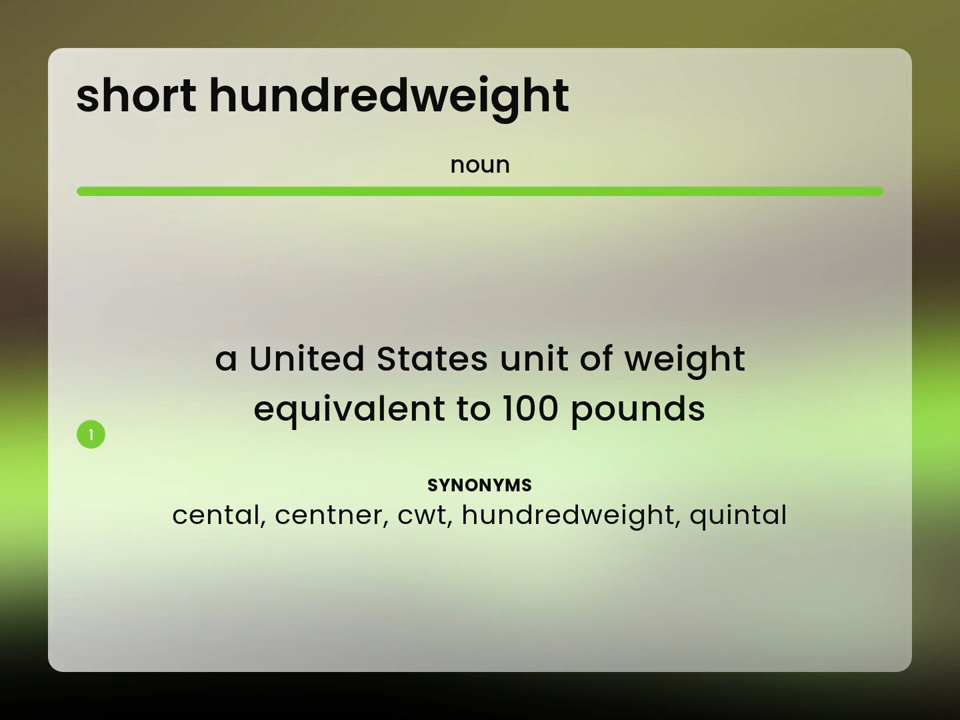 short hundredweight
noun
a United States unit of weight
equivalent to 100 pounds
1
SYNONYMS
cental, centner, cwt, hundredweight, quintal